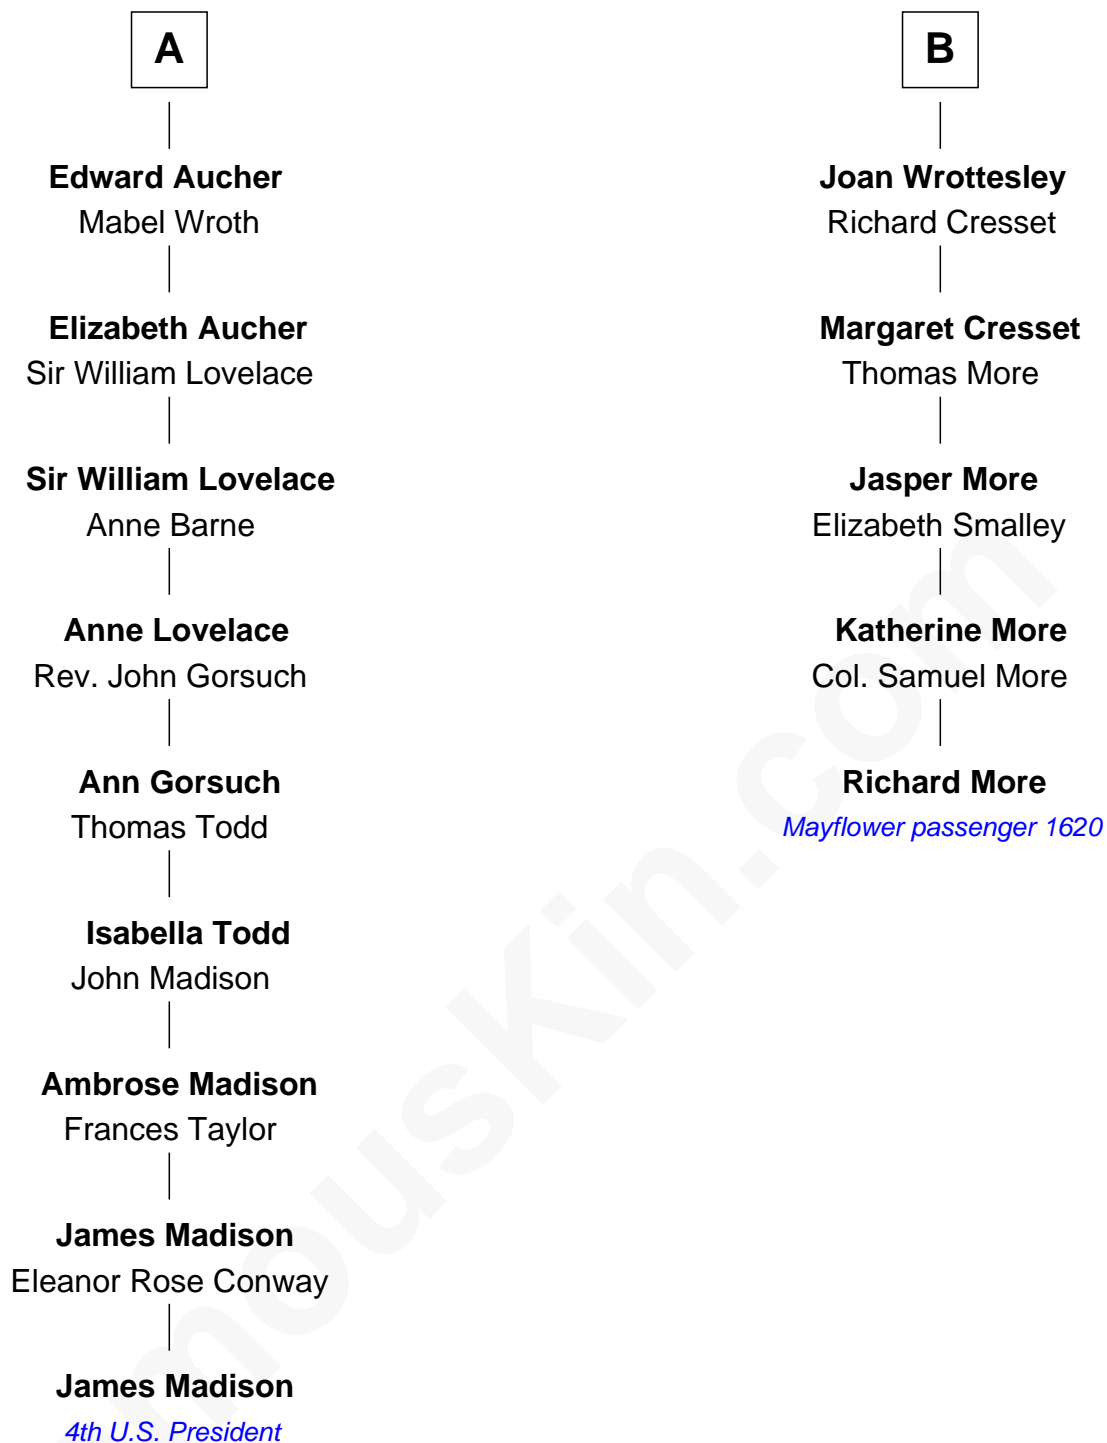 A
Edward Aucher
Mabel Wroth
Elizabeth Aucher
Sir William Lovelace
Sir William Lovelace
Anne Barne
Anne Lovelace
Rev. John Gorsuch
Ann Gorsuch
Thomas Todd
Isabella Todd
John Madison
Ambrose Madison
Frances Taylor
James Madison
Eleanor Rose Conway
James Madison
4th U.S. President
B
Joan Wrottesley
Richard Cresset
Margaret Cresset
Thomas More
Jasper More
Elizabeth Smalley
Katherine More
Col. Samuel More
Richard More
Mayflower passenger 1620
mousKin.com